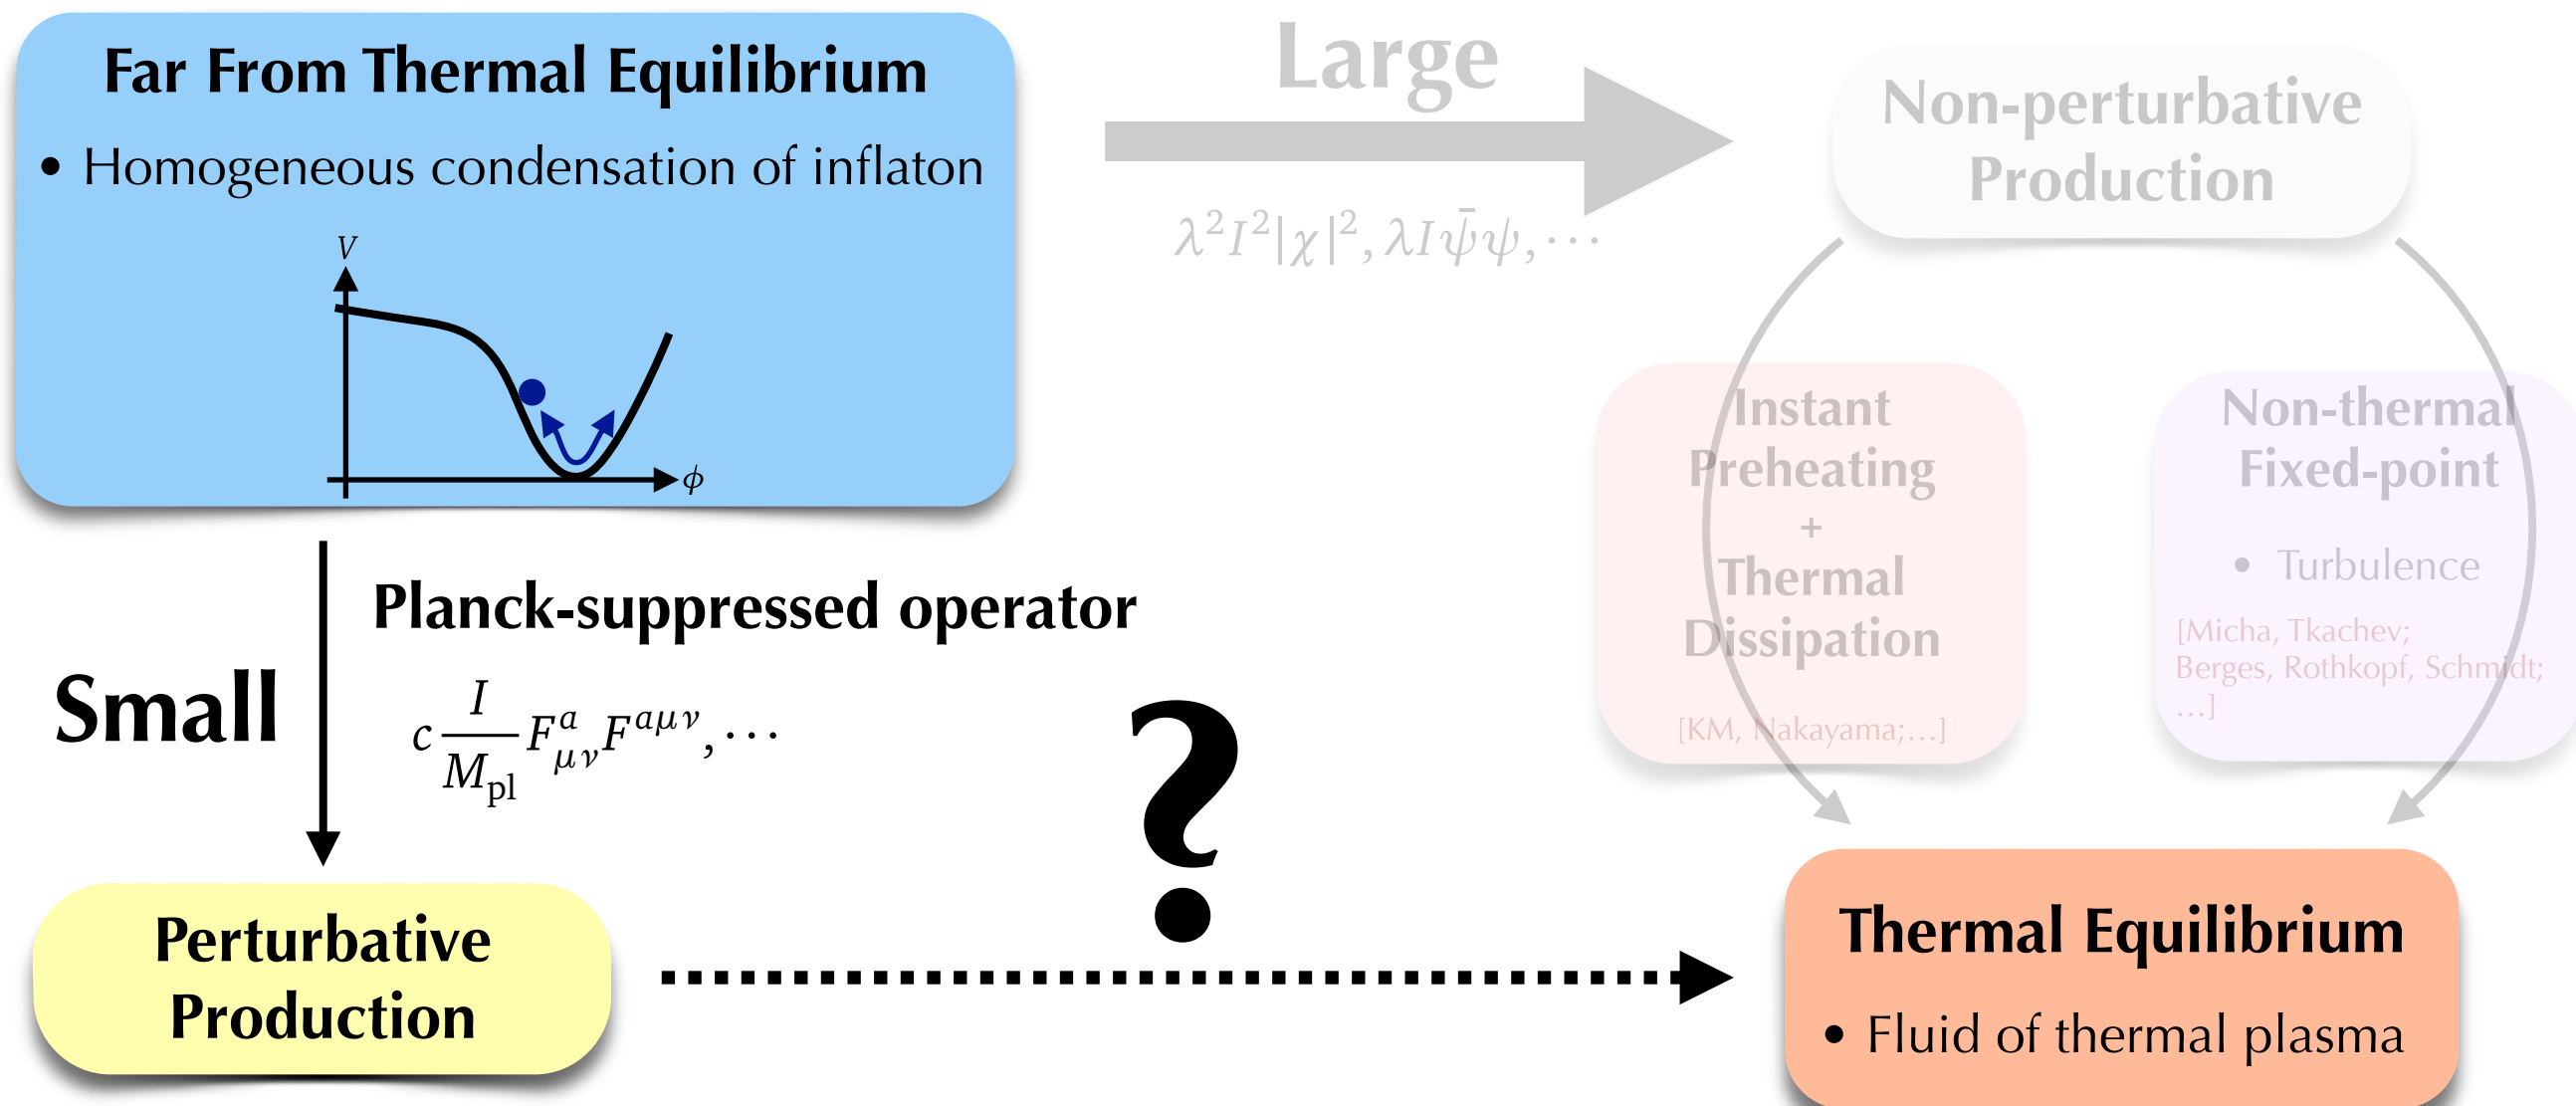 Far From Thermal Equilibrium
• Homogeneous condensation of inflaton
V
ϕ
Large
λ²I²|χ|², λIψ̄ψ, ⋯
Non-perturbative
Production
Instant
Preheating
+
Thermal
Dissipation
[KM, Nakayama;…]
Non-thermal
Fixed-point
• Turbulence
[Micha, Tkachev;
Berges, Rothkopf, Schmidt;
…]
Small
Planck-suppressed operator
c I/M_pl F^a_μν F^aμν, ⋯
?
Perturbative
Production
Thermal Equilibrium
• Fluid of thermal plasma